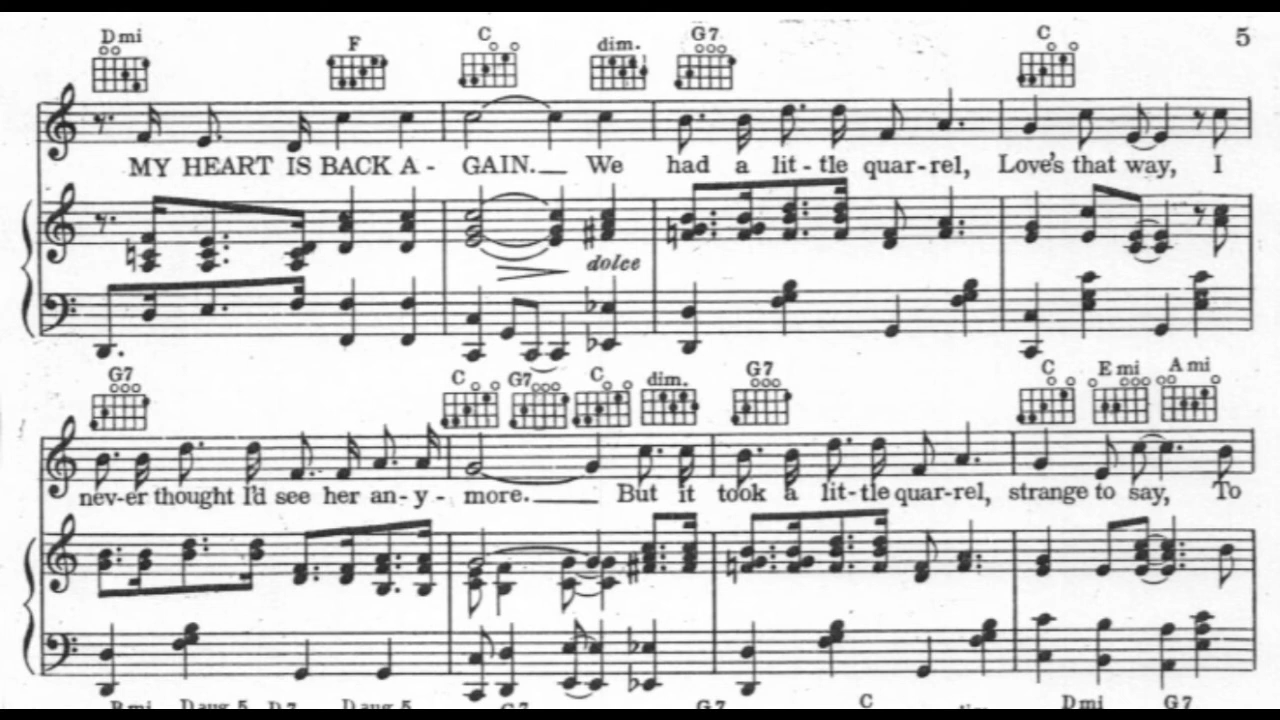 Dmi F C dim. G7 C 5
MY HEART IS BACK A - GAIN. We had a lit - tle quar - rel, Love's that way, I
dolce
G7 C G7 C dim. G7 C Emi Ami
nev - er thought I'd see her an - y - more. But it took a lit - tle quar - rel, strange to say, To
C Dmi G7